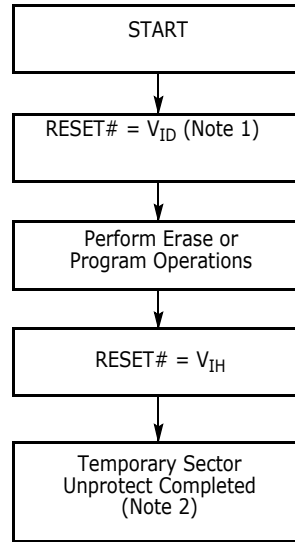 START
RESET# = VID (Note 1)
Perform Erase or
Program Operations
RESET# = VIH
Temporary Sector
Unprotect Completed
(Note 2)